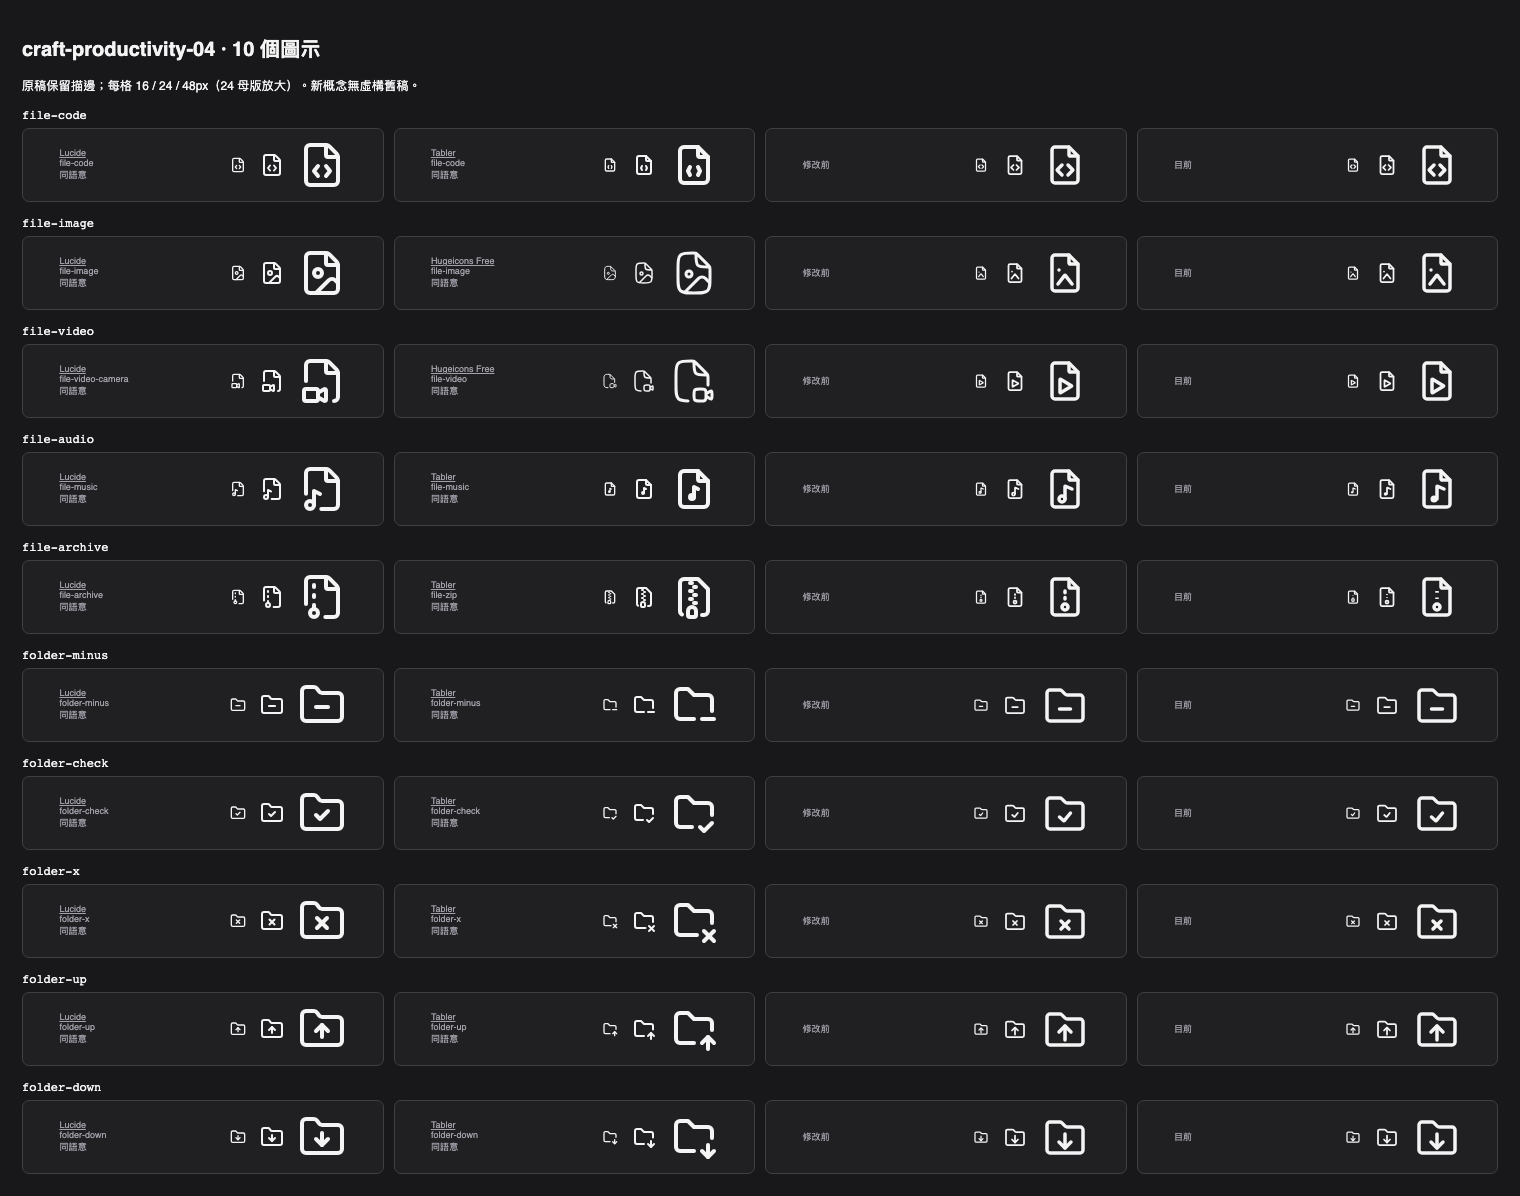 craft-productivity-04 · 10 個圖示
原稿保留描邊；每格 16 / 24 / 48px（24 母版放大）。新概念無虛構舊稿。
file-code
Lucide
file-code
同語意
Tabler
file-code
同語意
修改前
目前
file-image
Lucide
file-image
同語意
Hugeicons Free
file-image
同語意
修改前
目前
file-video
Lucide
file-video-camera
同語意
Hugeicons Free
file-video
同語意
修改前
目前
file-audio
Lucide
file-music
同語意
Tabler
file-music
同語意
修改前
目前
file-archive
Lucide
file-archive
同語意
Tabler
file-zip
同語意
修改前
目前
folder-minus
Lucide
folder-minus
同語意
Tabler
folder-minus
同語意
修改前
目前
folder-check
Lucide
folder-check
同語意
Tabler
folder-check
同語意
修改前
目前
folder-x
Lucide
folder-x
同語意
Tabler
folder-x
同語意
修改前
目前
folder-up
Lucide
folder-up
同語意
Tabler
folder-up
同語意
修改前
目前
folder-down
Lucide
folder-down
同語意
Tabler
folder-down
同語意
修改前
目前